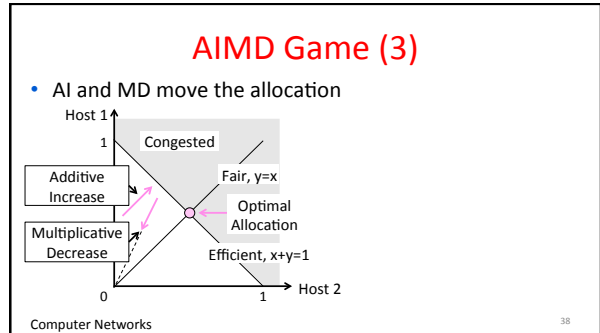 AIMD Game (3)
• AI and MD move the allocation
Host 1
1
Congested
Additive
Increase
Fair, y=x
Optimal
Allocation
Multiplicative
Decrease
Efficient, x+y=1
0
1
Host 2
Computer Networks
38